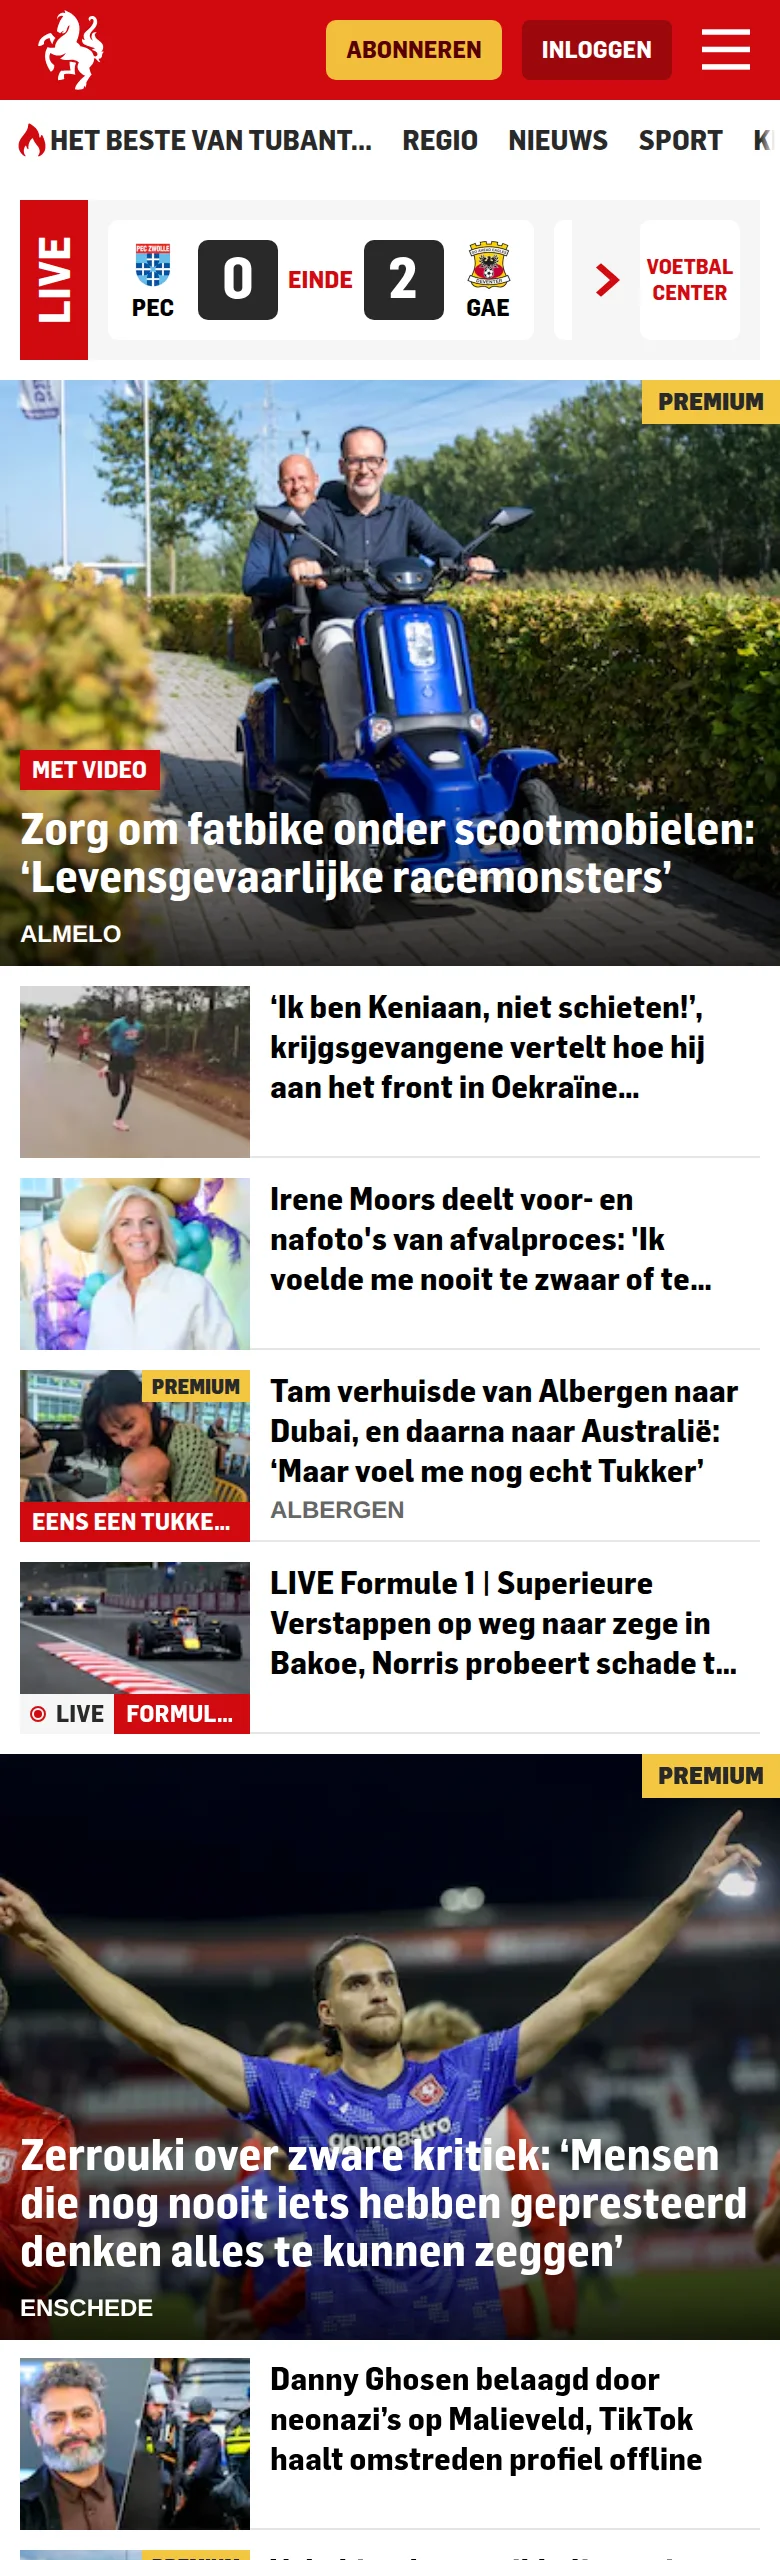 ABONNEREN
INLOGGEN
HET BESTE VAN TUBANT...
REGIO
NIEUWS
SPORT
LIVE
PEC ZWOLLE
PEC
0
EINDE
2
GAE
VOETBAL
CENTER
PREMIUM
MET VIDEO
Zorg om fatbike onder scootmobielen:
‘Levensgevaarlijke racemonsters’
ALMELO
‘Ik ben Keniaan, niet schieten!’,
krijgsgevangene vertelt hoe hij
aan het front in Oekraïne...
Irene Moors deelt voor- en
nafoto's van afvalproces: 'Ik
voelde me nooit te zwaar of te...
PREMIUM
EENS EEN TUKKE...
Tam verhuisde van Albergen naar
Dubai, en daarna naar Australië:
‘Maar voel me nog echt Tukker’
ALBERGEN
LIVE
FORMUL...
LIVE Formule 1 | Superieure
Verstappen op weg naar zege in
Bakoe, Norris probeert schade t...
PREMIUM
Zerrouki over zware kritiek: ‘Mensen
die nog nooit iets hebben gepresteerd
denken alles te kunnen zeggen’
ENSCHEDE
Danny Ghosen belaagd door
neonazi’s op Malieveld, TikTok
haalt omstreden profiel offline